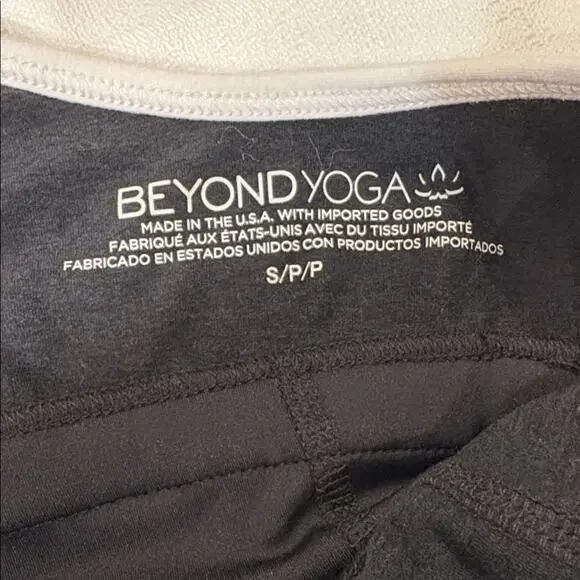 BEYOND YOGA
MADE IN THE U.S.A. WITH IMPORTED GOODS
FABRIQUÉ AUX ÉTATS-UNIS AVEC DU TISSU IMPORTÉ
FABRICADO EN ESTADOS UNIDOS CON PRODUCTOS IMPORTADOS
S/P/P